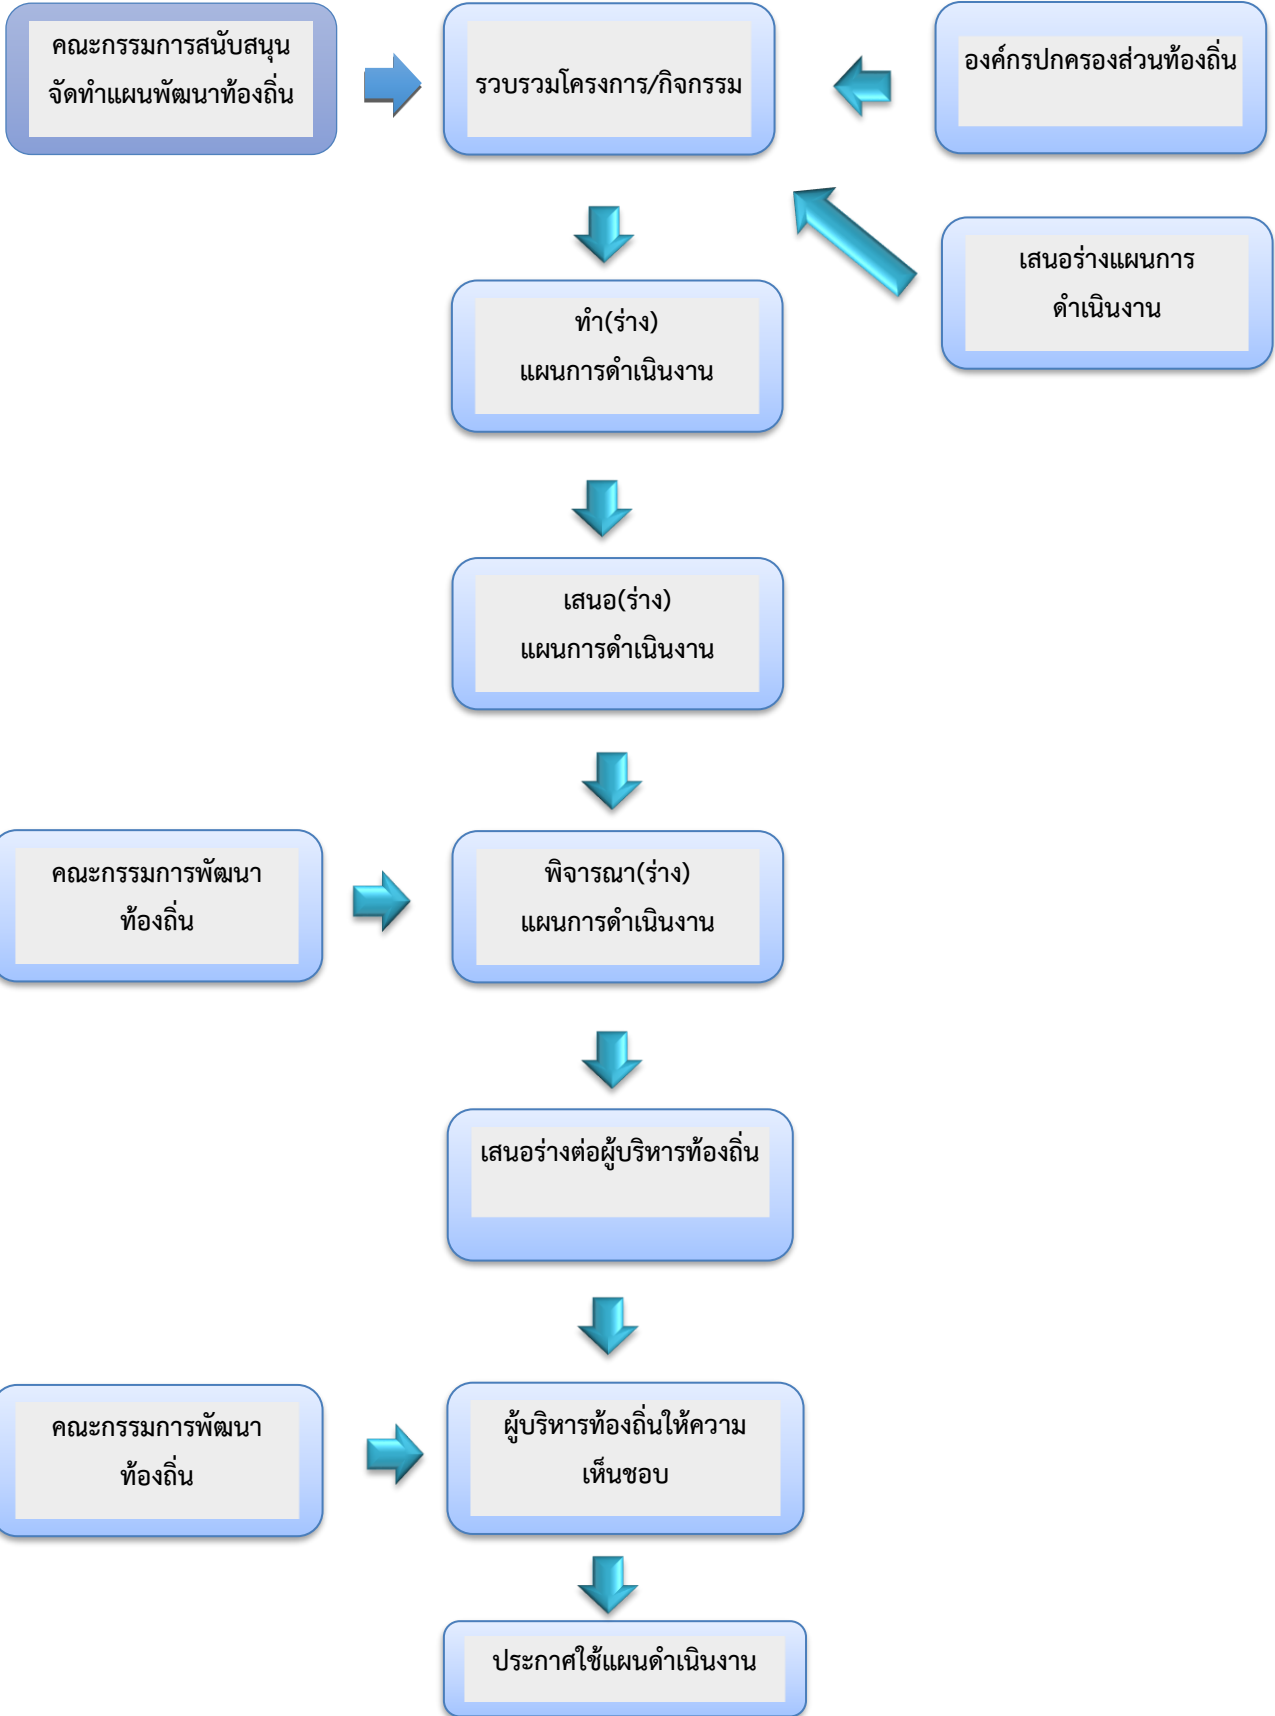 คณะกรรมการสนับสนุน
จัดทำแผนพัฒนาท้องถิ่น
รวบรวมโครงการ/กิจกรรม
องค์กรปกครองส่วนท้องถิ่น
เสนอร่างแผนการ
ดำเนินงาน
ทำ(ร่าง)
แผนการดำเนินงาน
เสนอ(ร่าง)
แผนการดำเนินงาน
คณะกรรมการพัฒนา
ท้องถิ่น
พิจารณา(ร่าง)
แผนการดำเนินงาน
เสนอร่างต่อผู้บริหารท้องถิ่น
คณะกรรมการพัฒนา
ท้องถิ่น
ผู้บริหารท้องถิ่นให้ความ
เห็นชอบ
ประกาศใช้แผนดำเนินงาน